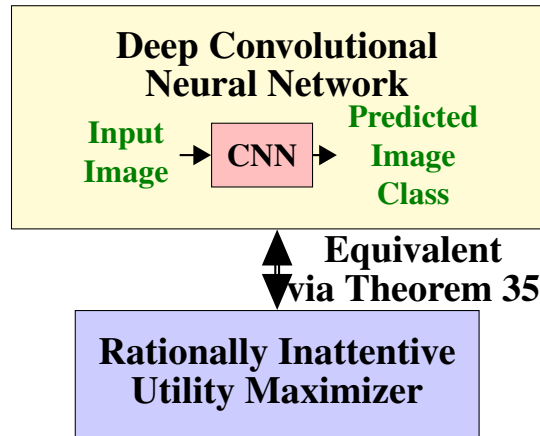 Deep Convolutional
Neural Network
Input
Image
CNN
Predicted
Image
Class
Equivalent
via Theorem 35
Rationally Inattentive
Utility Maximizer